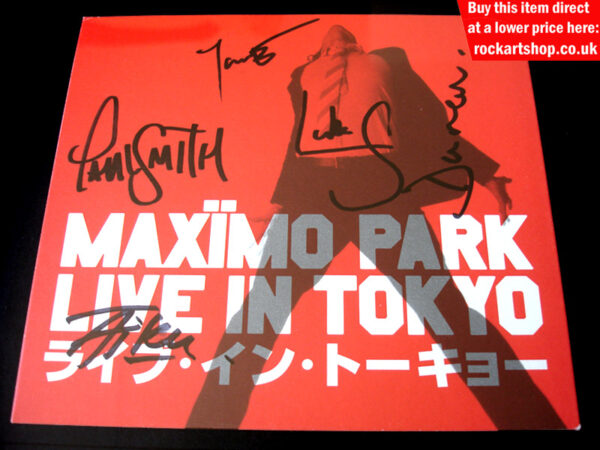 Buy this item direct
at a lower price here:
rockartshop.co.uk
PAUL SMITH
Luke
MAXÏMO PARK
LIVE IN TOKYO
ライブ・イン・トーキョー